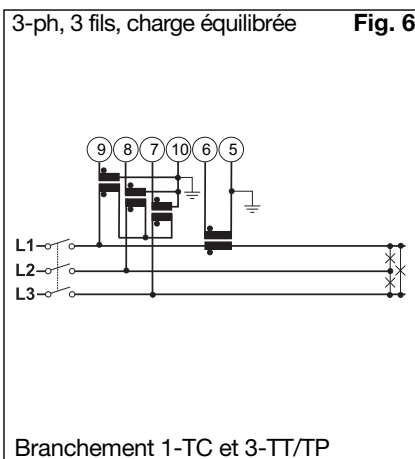 3-ph, 3 fils, charge équilibrée Fig. 6
9 8 7 10 6 5
L1
L2
L3
Branchement 1-TC et 3-TT/TP